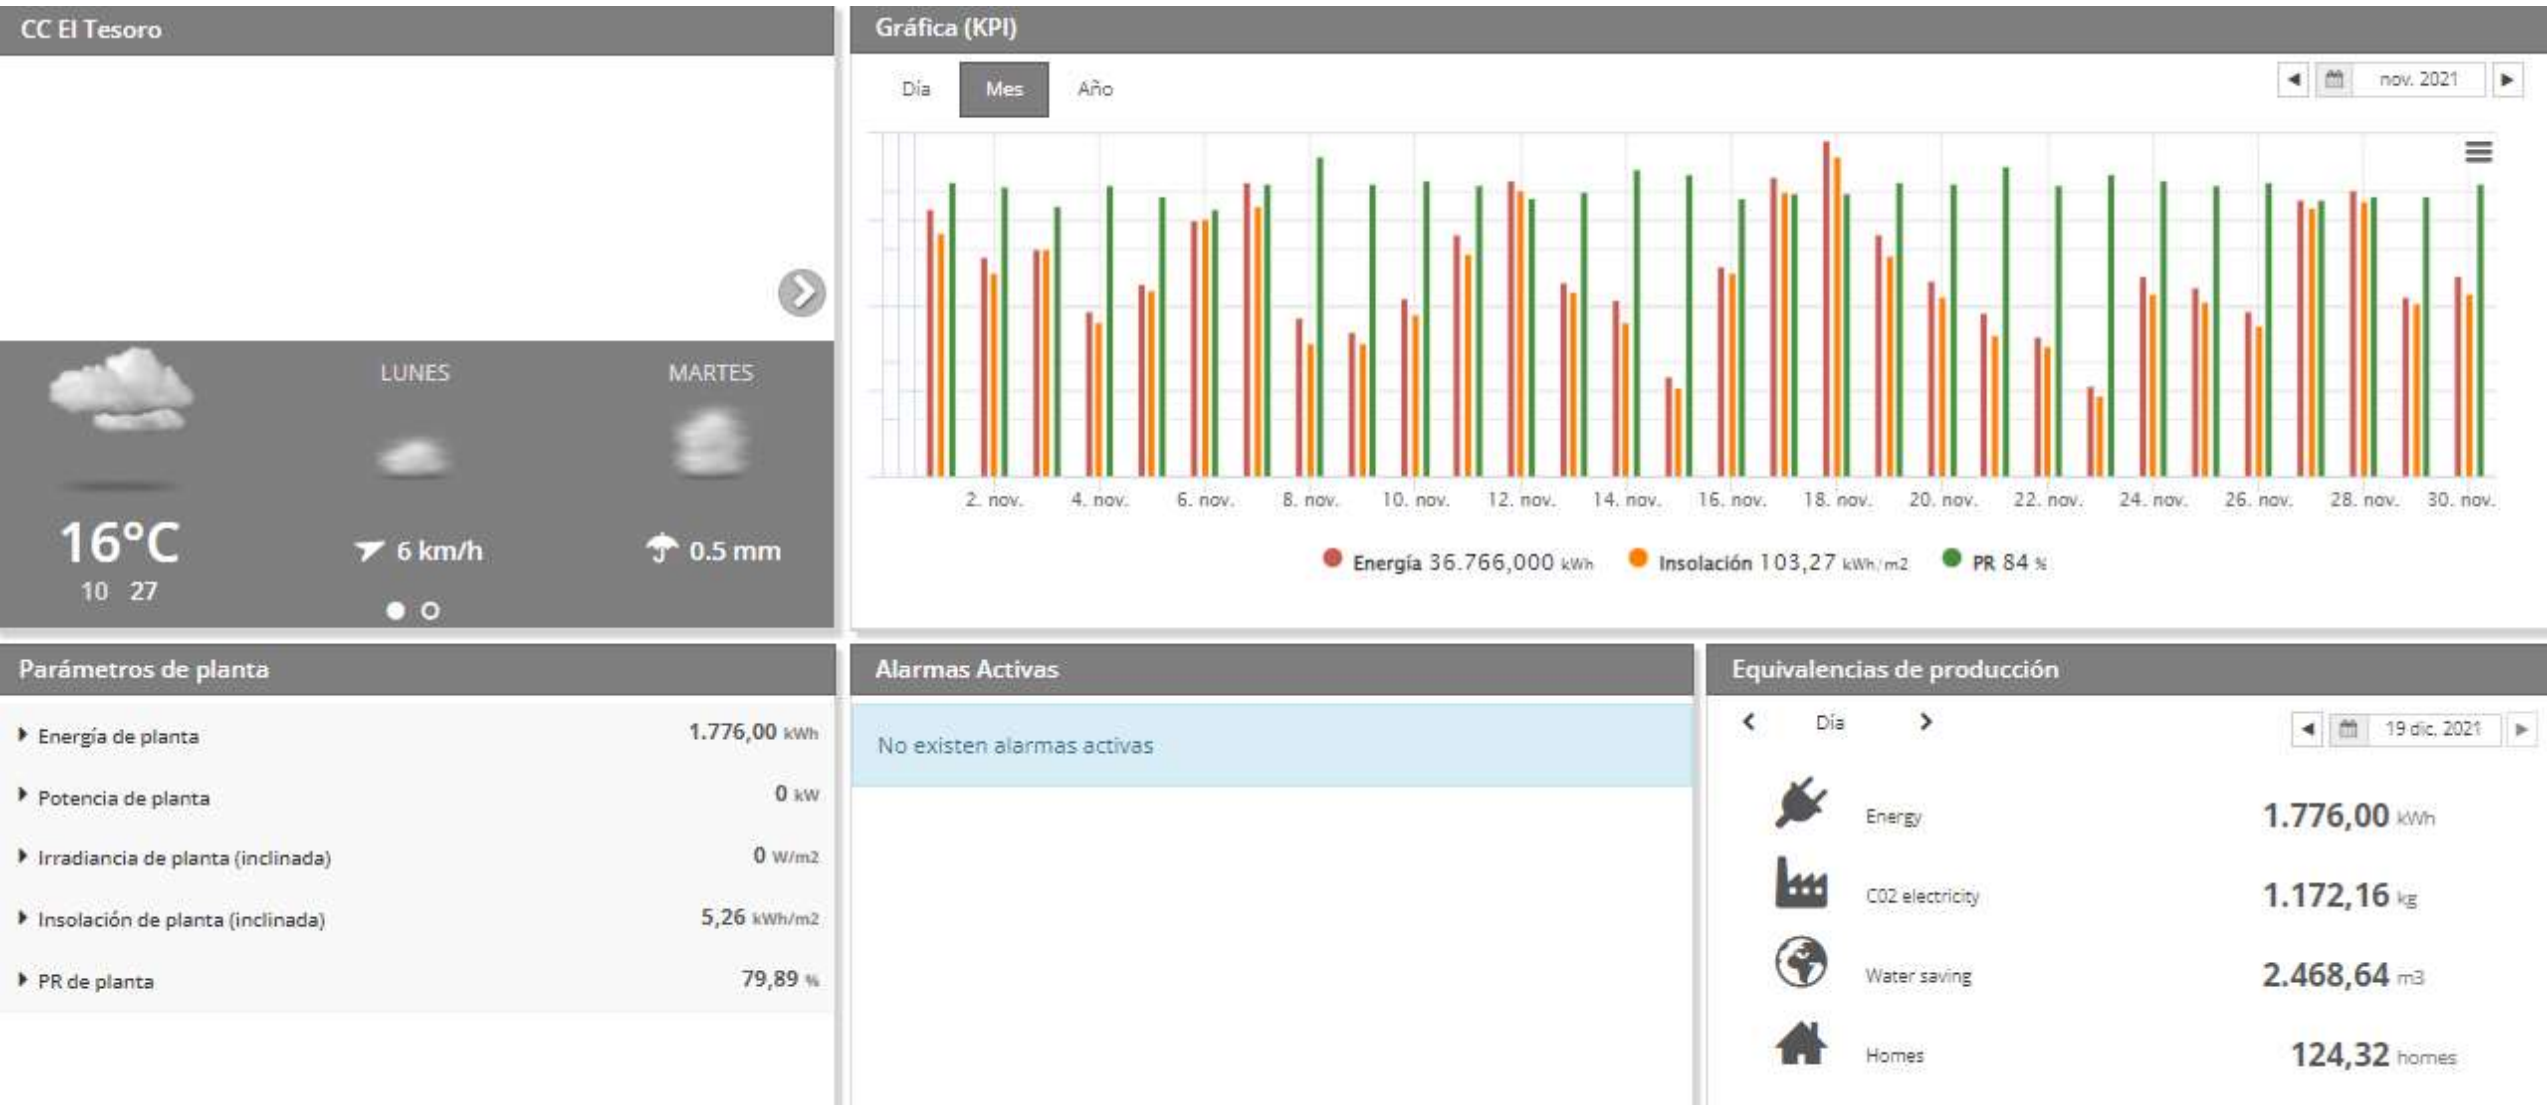 CC El Tesoro
LUNES
MARTES
16°C
10 27
6 km/h
0.5 mm
Gráfica (KPI)
Día Mes Año
nov. 2021
2. nov. 4. nov. 6. nov. 8. nov. 10. nov. 12. nov. 14. nov. 16. nov. 18. nov. 20. nov. 22. nov. 24. nov. 26. nov. 28. nov. 30. nov.
Energía 36.766,000 kWh Insolación 103,27 kWh/m2 PR 84 %
Parámetros de planta
Energía de planta 1.776,00 kWh
Potencia de planta 0 kW
Irradiancia de planta (inclinada) 0 W/m2
Insolación de planta (inclinada) 5,26 kWh/m2
PR de planta 79,89 %
Alarmas Activas
No existen alarmas activas
Equivalencias de producción
Día
19 dic. 2021
Energy 1.776,00 kWh
C02 electricity 1.172,16 kg
Water saving 2.468,64 m3
Homes 124,32 homes